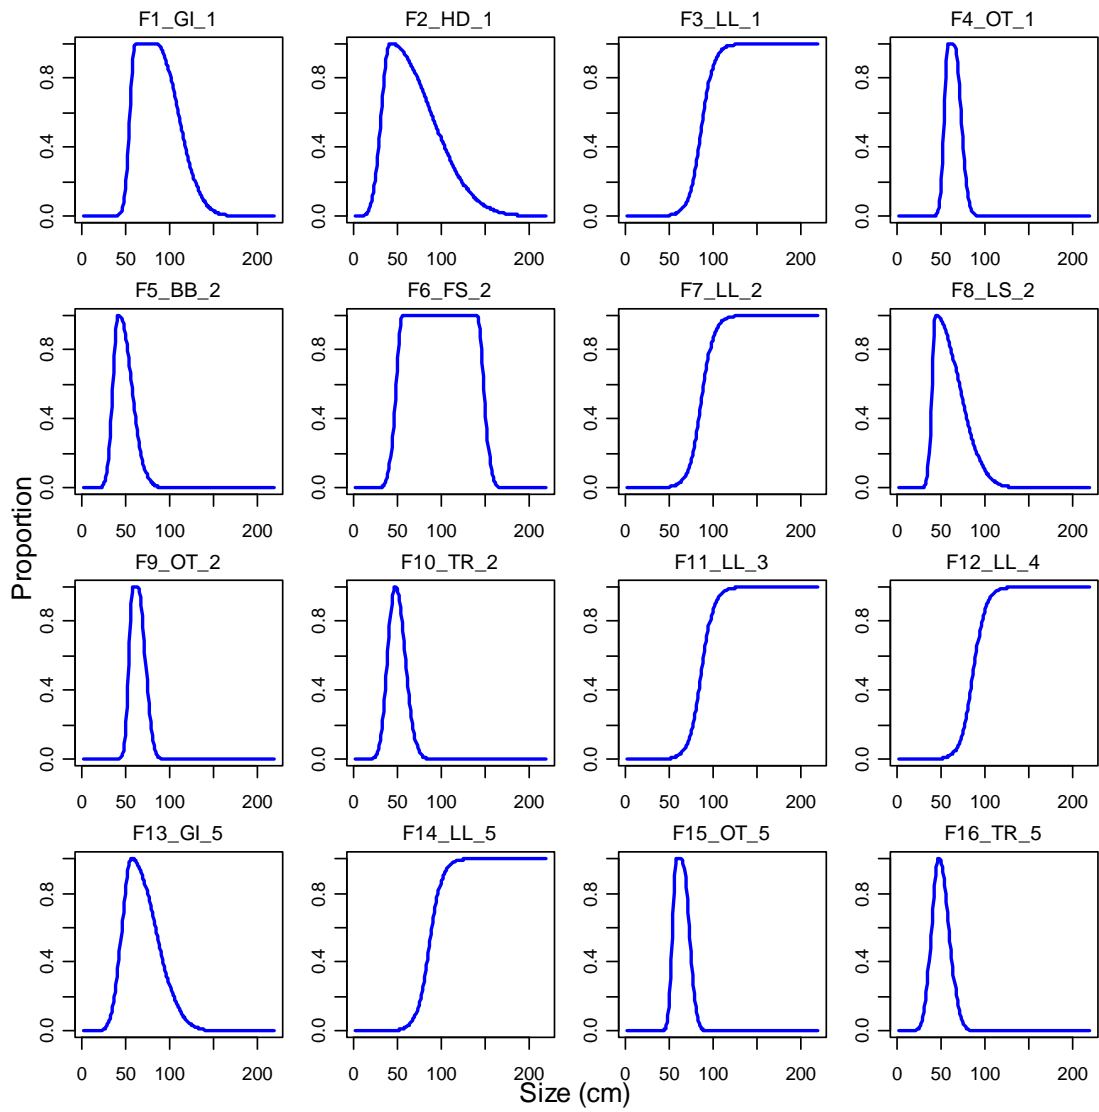 F1_GI_1 F2_HD_1 F3_LL_1 F4_OT_1
0.0 0.4 0.8 0.0 0.4 0.8 0.0 0.4 0.8 0.0 0.4 0.8
0 50 100 200 0 50 100 200 0 50 100 200 0 50 100 200
F5_BB_2 F6_FS_2 F7_LL_2 F8_LS_2
0.0 0.4 0.8 0.0 0.4 0.8 0.0 0.4 0.8 0.0 0.4 0.8
0 50 100 200 0 50 100 200 0 50 100 200 0 50 100 200
Proportion
F9_OT_2 F10_TR_2 F11_LL_3 F12_LL_4
0.0 0.4 0.8 0.0 0.4 0.8 0.0 0.4 0.8 0.0 0.4 0.8
0 50 100 200 0 50 100 200 0 50 100 200 0 50 100 200
F13_GI_5 F14_LL_5 F15_OT_5 F16_TR_5
0.0 0.4 0.8 0.0 0.4 0.8 0.0 0.4 0.8 0.0 0.4 0.8
0 50 100 200 0 50 100 200 0 50 100 200 0 50 100 200
Size (cm)